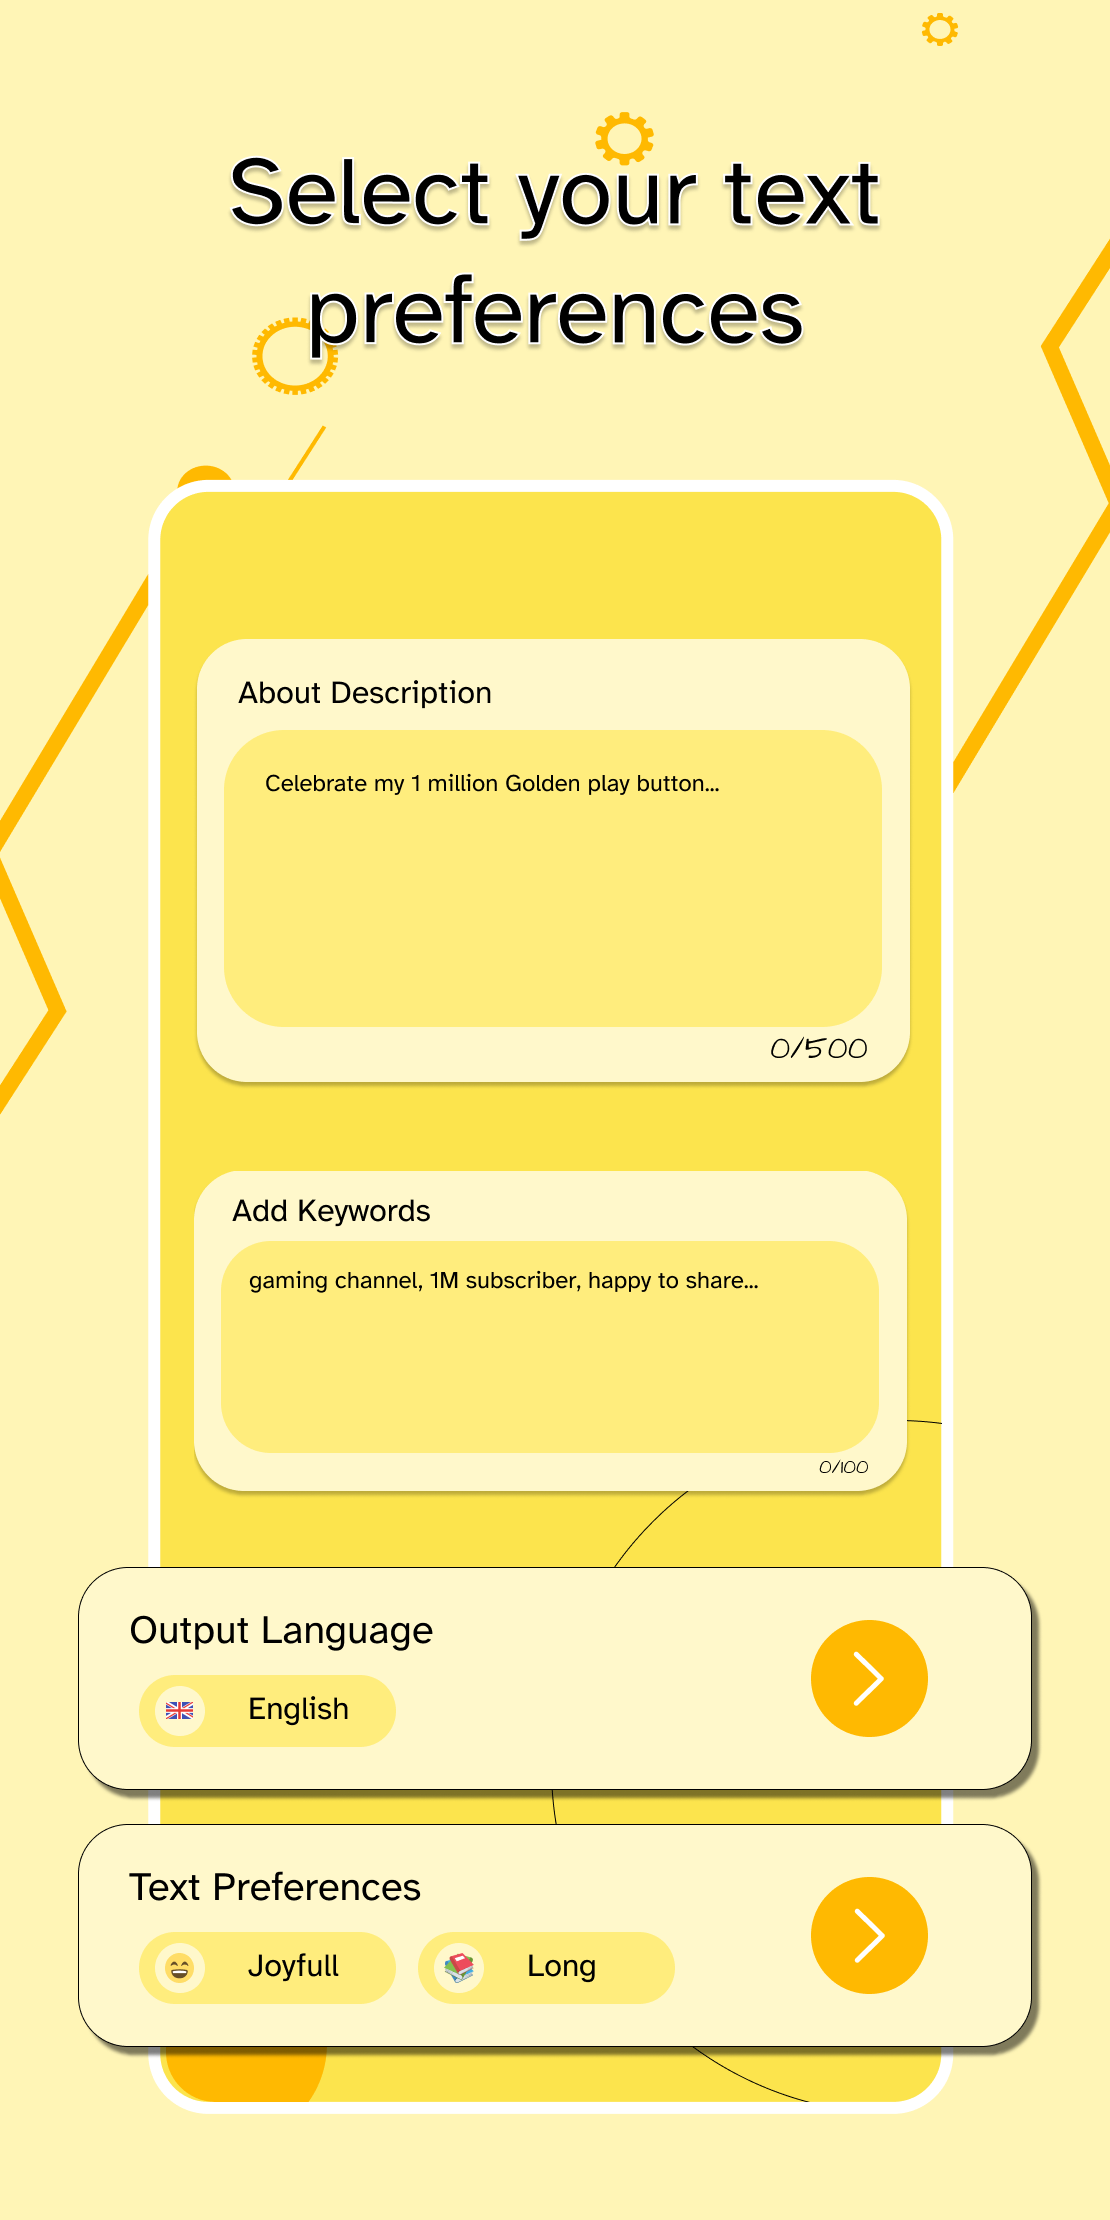 Select your text
preferences
About Description
Celebrate my 1 million Golden play button...
0/500
Add Keywords
gaming channel, 1M subscriber, happy to share...
0/100
Output Language
English
Text Preferences
Joyfull
Long